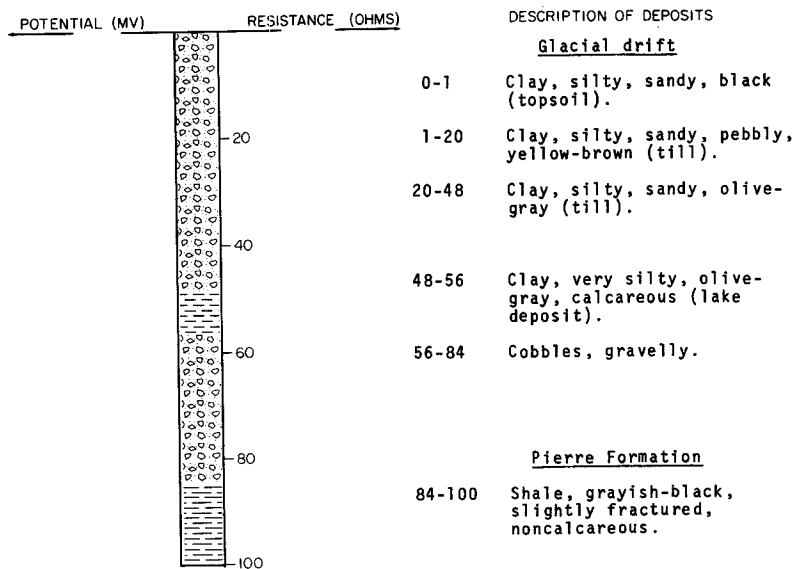 POTENTIAL (MV)
RESISTANCE (OHMS)
DESCRIPTION OF DEPOSITS
Glacial drift
0-1 Clay, silty, sandy, black
(topsoil).
20
1-20 Clay, silty, sandy, pebbly,
yellow-brown (till).
20-48 Clay, silty, sandy, olive-
gray (till).
40
48-56 Clay, very silty, olive-
gray, calcareous (lake
deposit).
60
56-84 Cobbles, gravelly.
80
Pierre Formation
84-100 Shale, grayish-black,
slightly fractured,
noncalcareous.
100